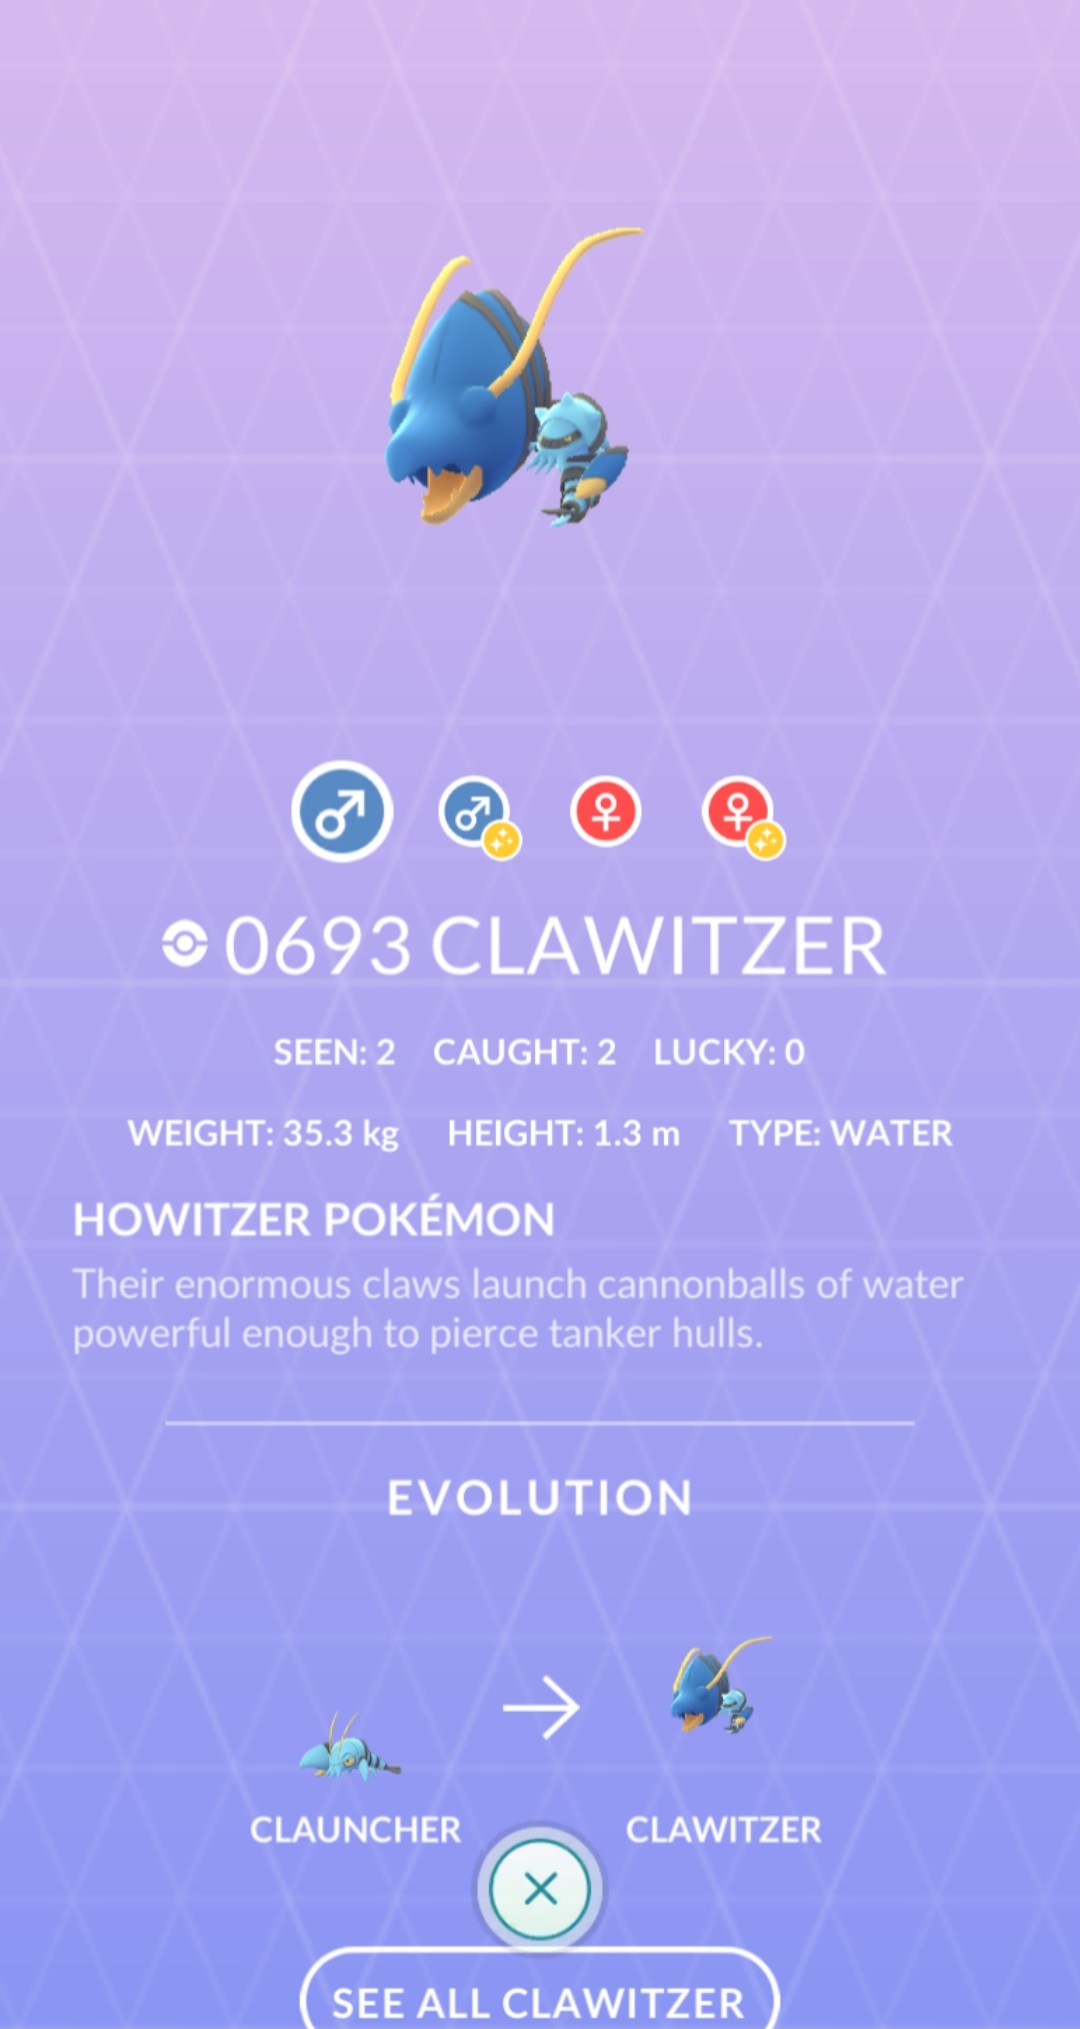 0693 CLAWITZER
SEEN: 2 CAUGHT: 2 LUCKY: 0
WEIGHT: 35.3 kg HEIGHT: 1.3 m TYPE: WATER
HOWITZER POKÉMON
Their enormous claws launch cannonballs of water
powerful enough to pierce tanker hulls.
EVOLUTION
CLAUNCHER CLAWITZER
SEE ALL CLAWITZER